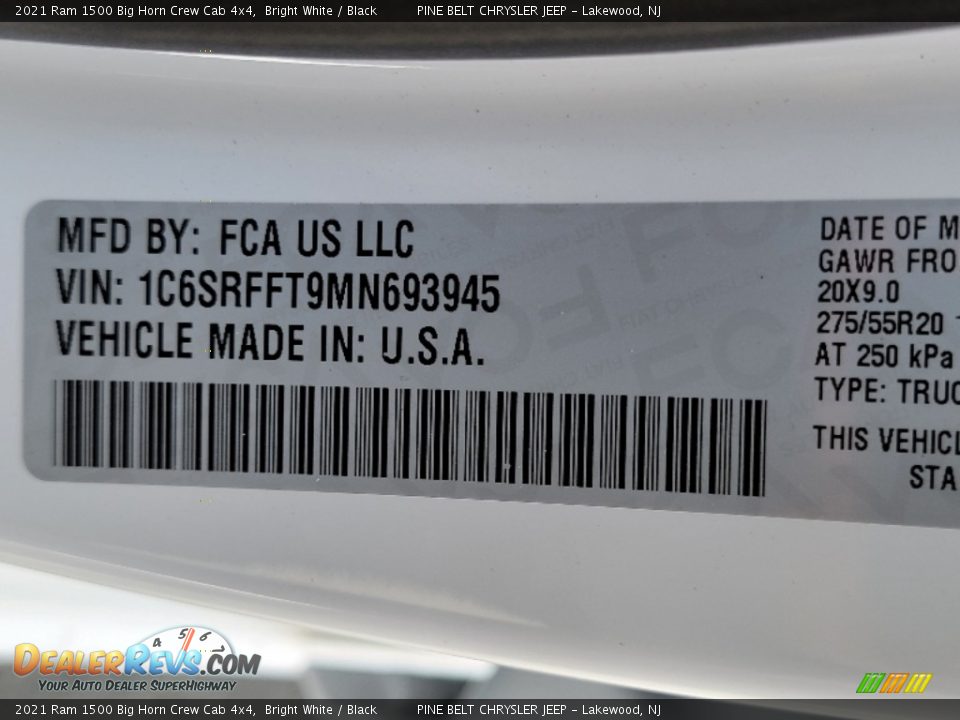 2021 Ram 1500 Big Horn Crew Cab 4x4, Bright White / Black PINE BELT CHRYSLER JEEP - Lakewood, NJ
MFD BY: FCA US LLC
VIN: 1C6SRFFT9MN693945
VEHICLE MADE IN: U.S.A.
DATE OF M
GAWR FRO
20X9.0
275/55R20
AT 250 kPa
TYPE: TRUC
THIS VEHICL
STA
4 5 6
DEALERREVS.COM
YOUR AUTO DEALER SUPERHIGHWAY
2021 Ram 1500 Big Horn Crew Cab 4x4, Bright White / Black PINE BELT CHRYSLER JEEP - Lakewood, NJ